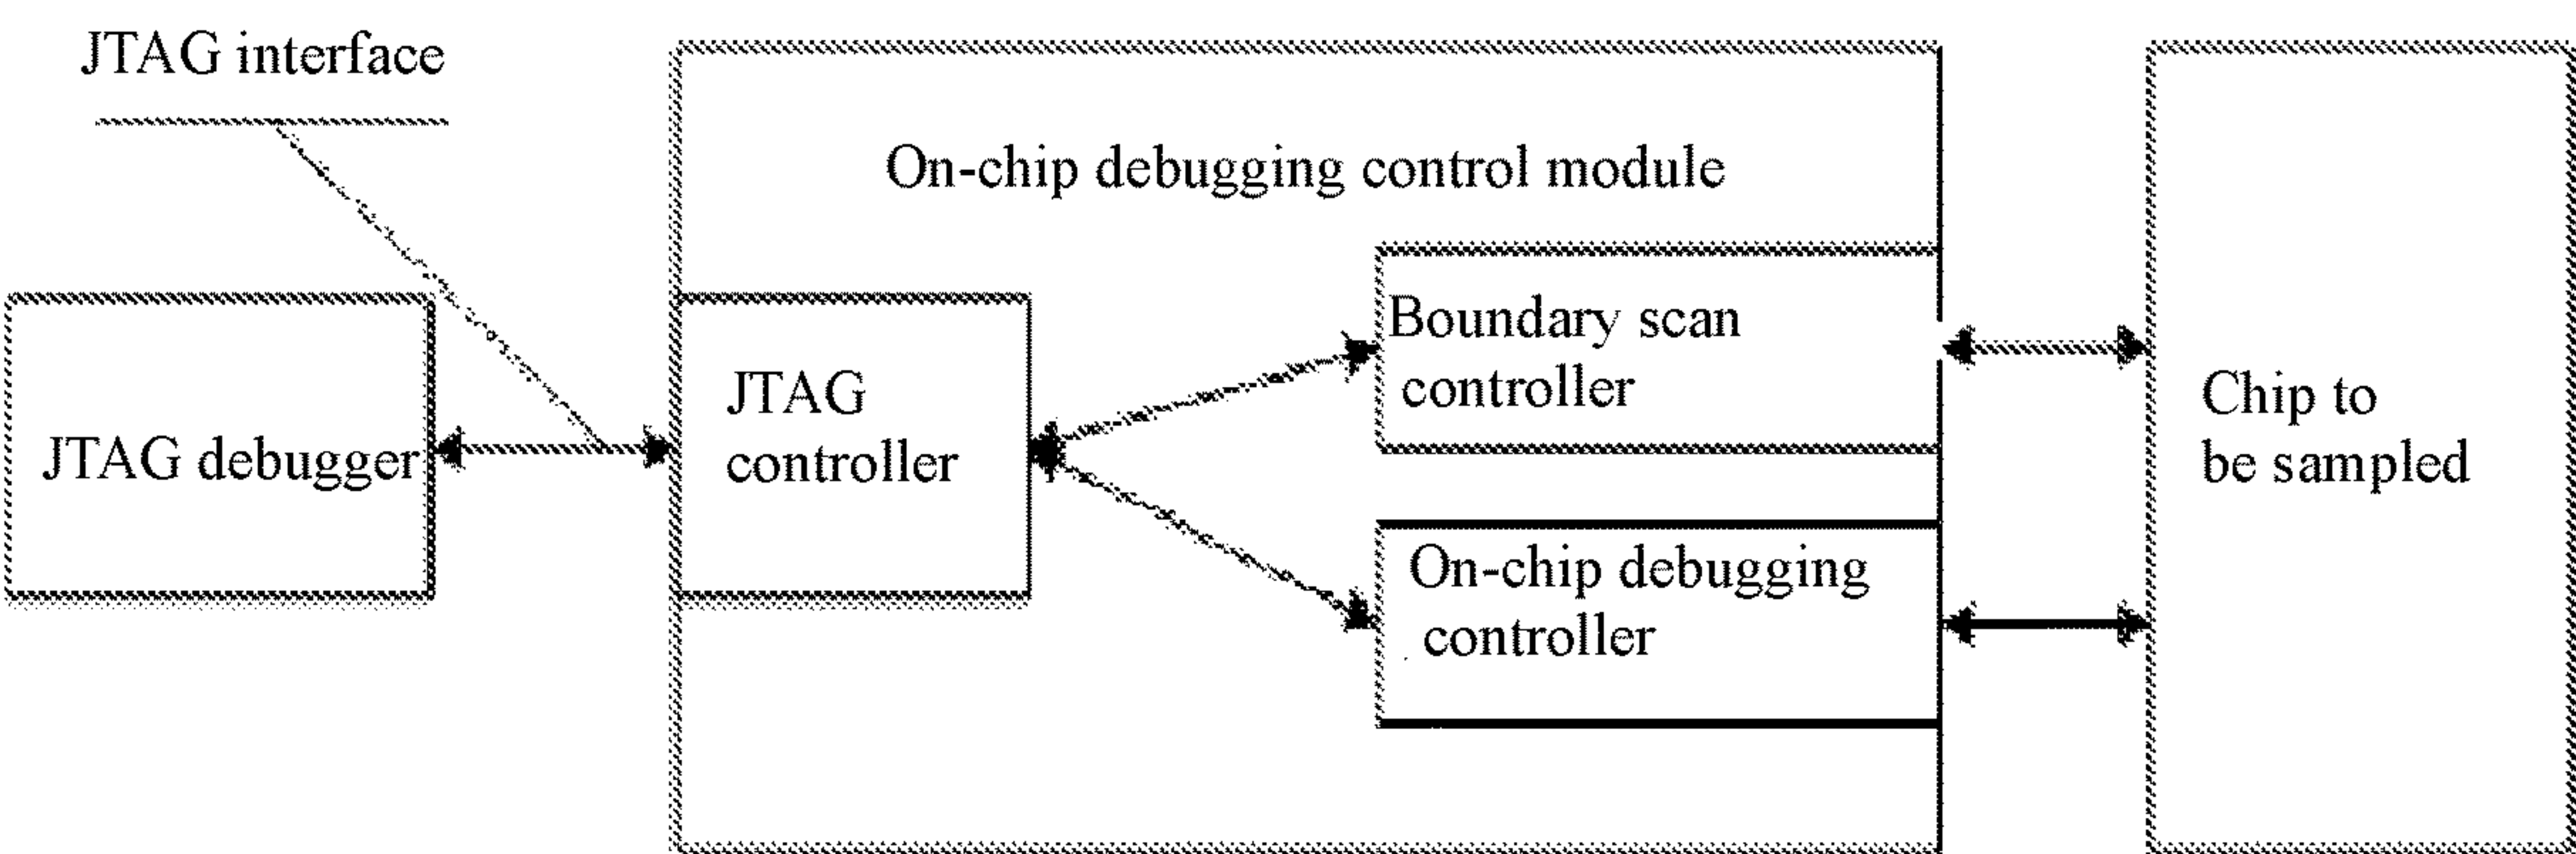 JTAG interface
On-chip debugging control module
JTAG debugger
JTAG
controller
Boundary scan
controller
On-chip debugging
controller
Chip to
be sampled